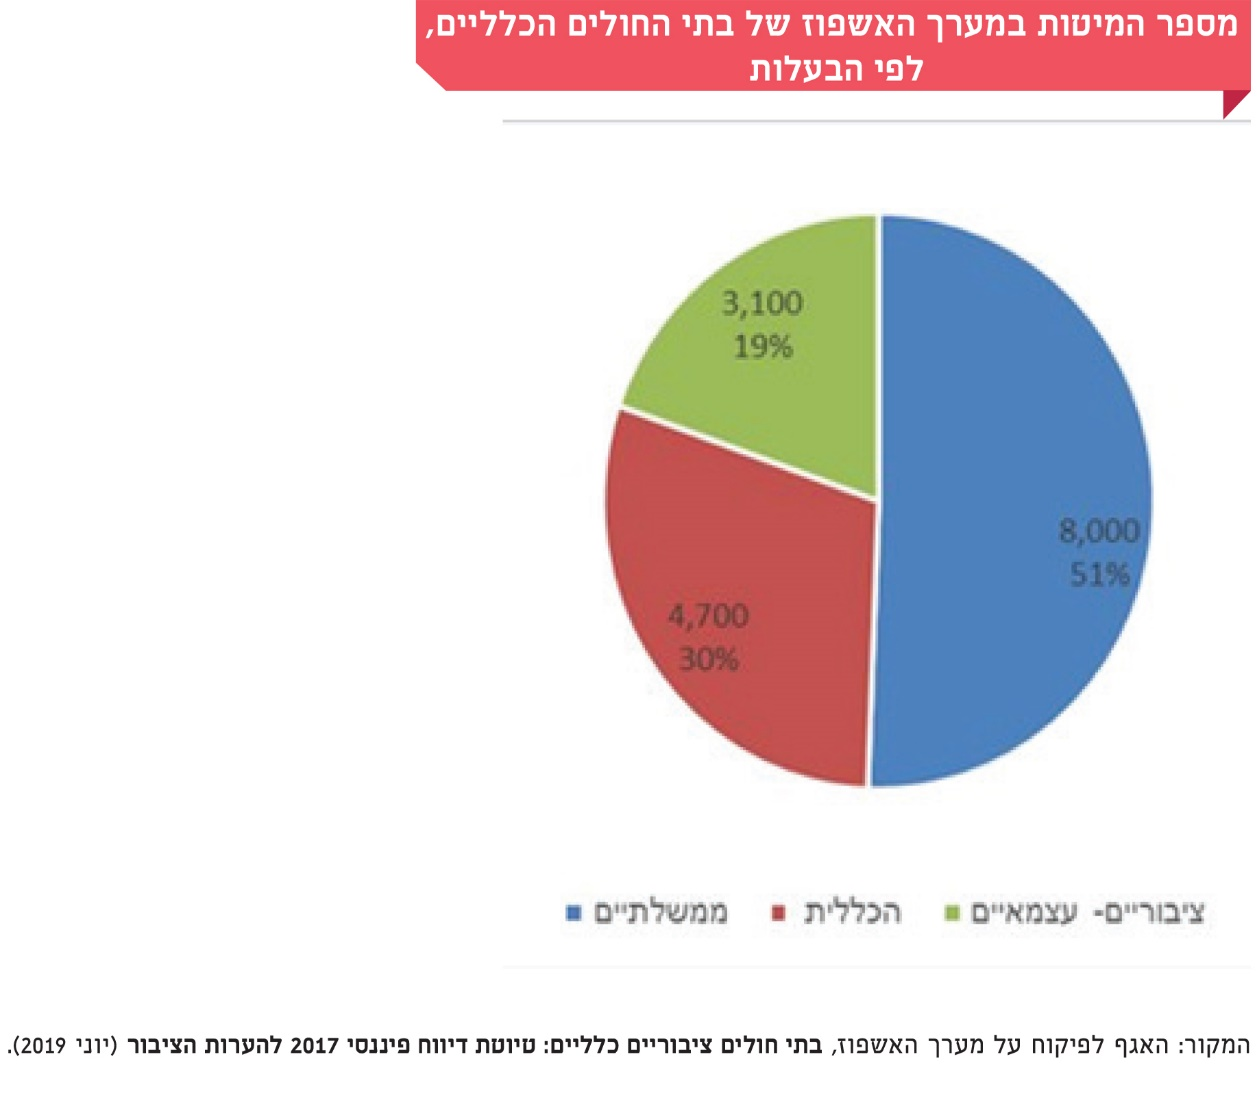 מספר המיטות במערך האשפוז של בתי החולים הכלליים,
לפי הבעלות
3,100
19%
8,000
51%
4,700
30%
ציבוריים- עצמאיים
הכללית
ממשלתיים
המקור: האגף לפיקוח על מערך האשפוז, בתי חולים ציבוריים כלליים: טיוטת דיווח פיננסי 2017 להערות הציבור (יוני 2019).